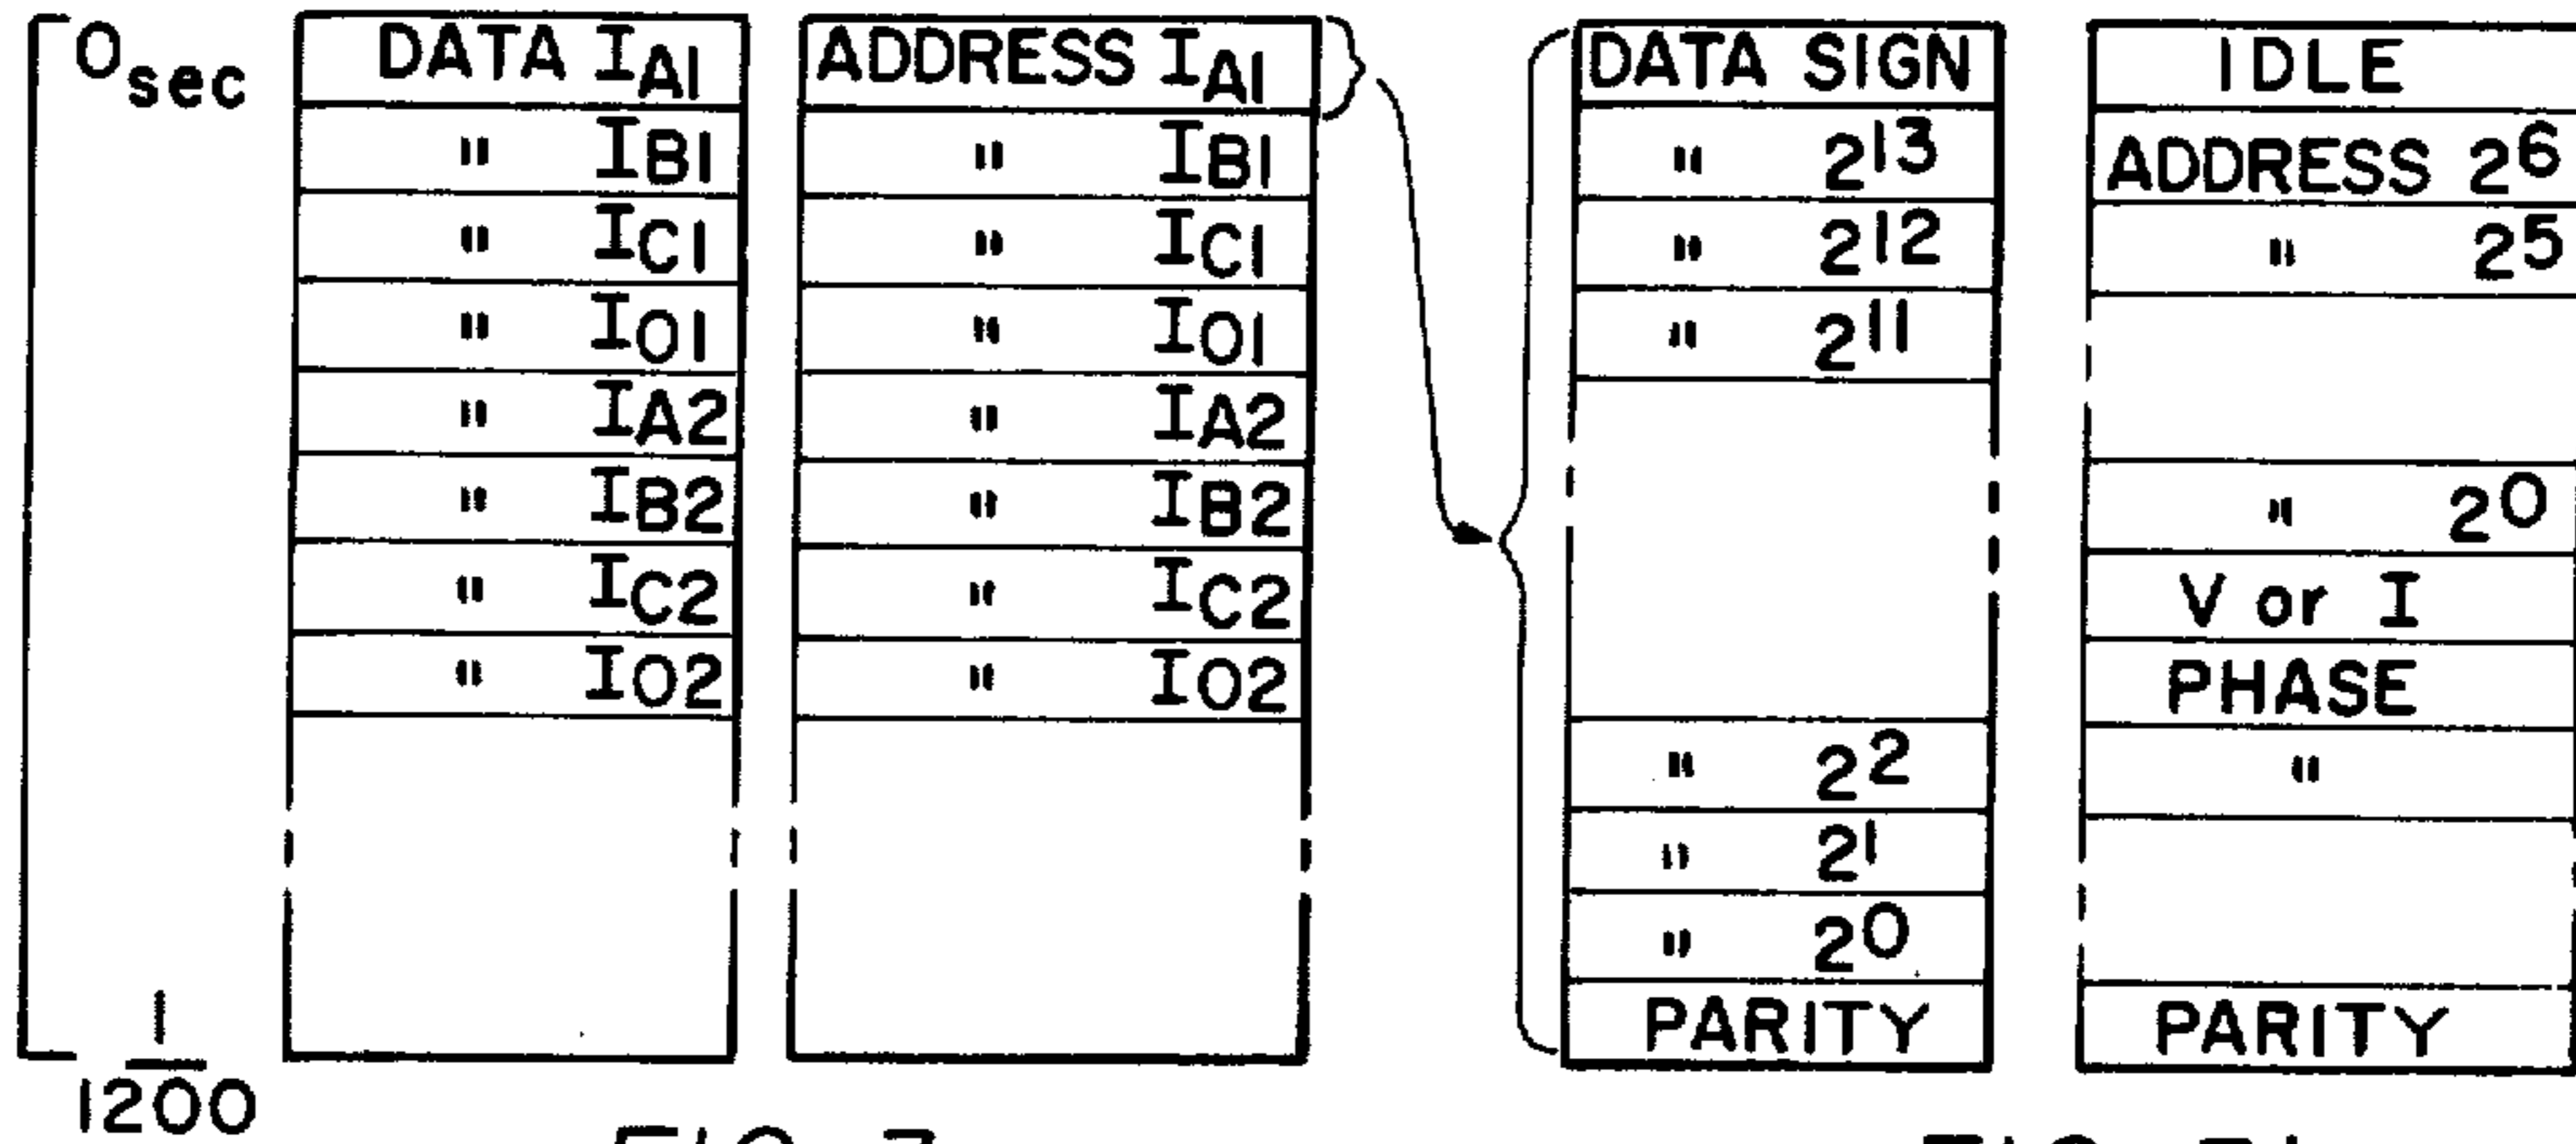 0sec
1
1200
DATA IA1
" IB1
" IC1
" IO1
" IA2
" IB2
" IC2
" IO2
ADDRESS IA1
" IB1
" IC1
" IO1
" IA2
" IB2
" IC2
" IO2
DATA SIGN
" 2^13
" 2^12
" 2^11
" 2^2
" 2^1
" 2^0
PARITY
IDLE
ADDRESS 2^6
" 2^5
" 2^0
V or I
PHASE
"
PARITY